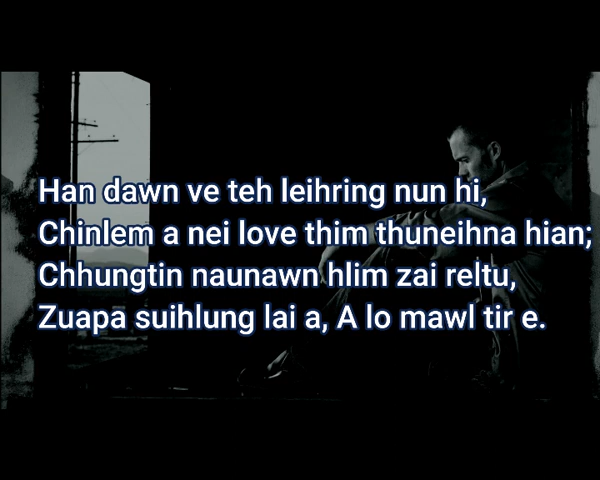 Han dawn ve teh leihring nun hi,
Chinlem a nei love thim thuneihna hian;
Chhungtin naunawn hlim zai reltu,
Zuapa suihlung lai a, A lo mawl tir e.